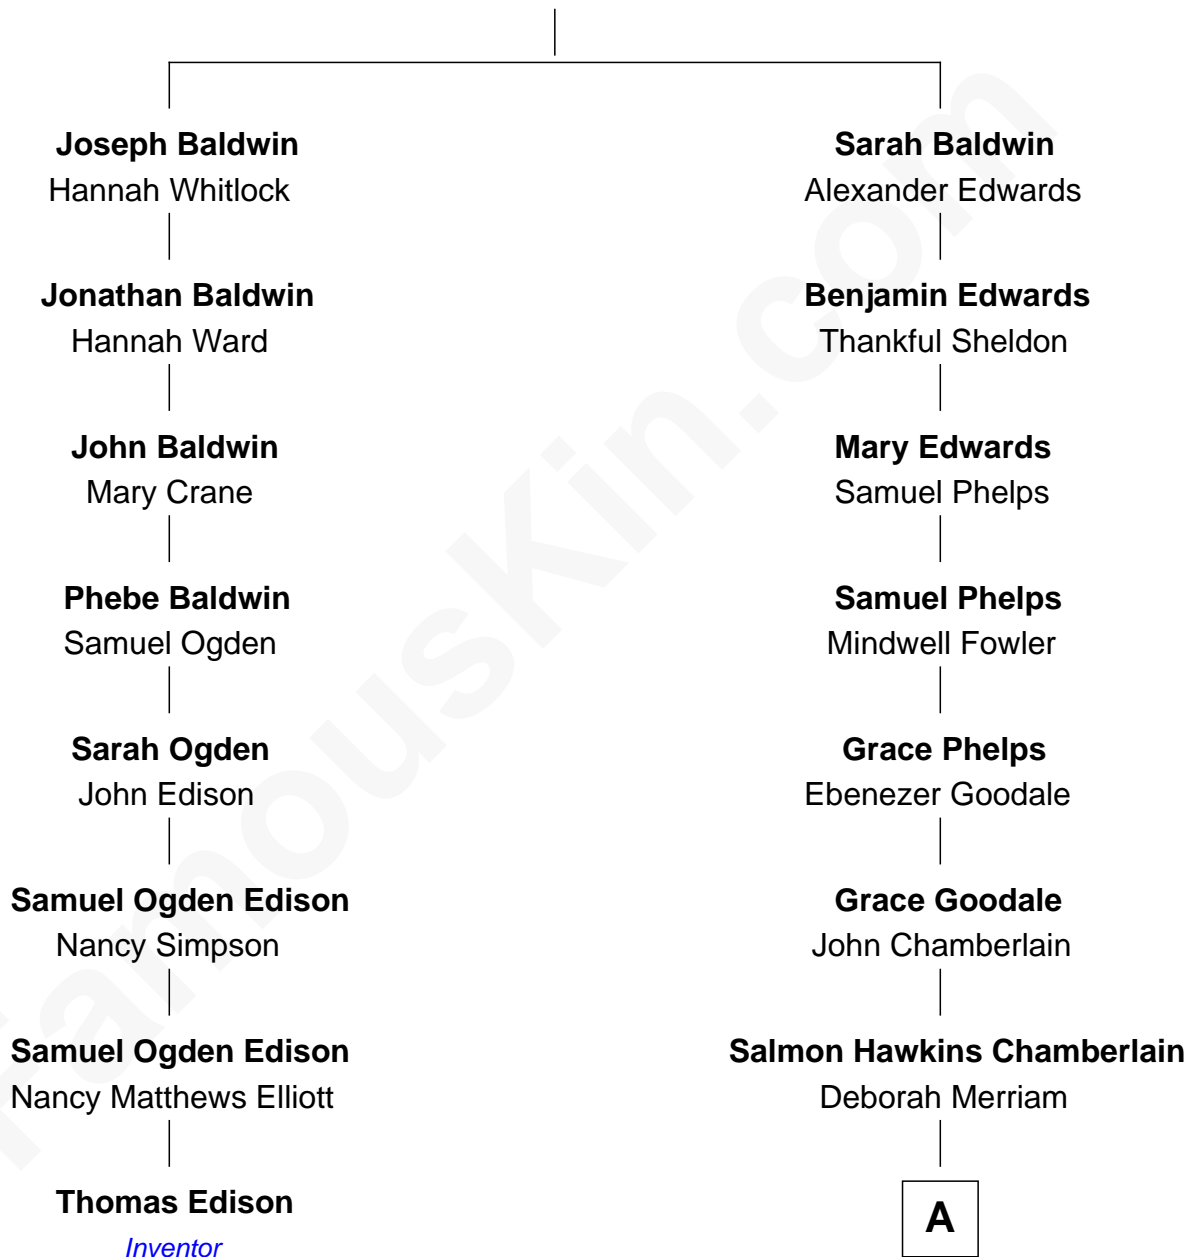 Joseph Baldwin
Hannah Whitlock
Jonathan Baldwin
Hannah Ward
John Baldwin
Mary Crane
Phebe Baldwin
Samuel Ogden
Sarah Ogden
John Edison
Samuel Ogden Edison
Nancy Simpson
Samuel Ogden Edison
Nancy Matthews Elliott
Thomas Edison
Inventor
Sarah Baldwin
Alexander Edwards
Benjamin Edwards
Thankful Sheldon
Mary Edwards
Samuel Phelps
Samuel Phelps
Mindwell Fowler
Grace Phelps
Ebenezer Goodale
Grace Goodale
John Chamberlain
Salmon Hawkins Chamberlain
Deborah Merriam
A
FamousKin.com